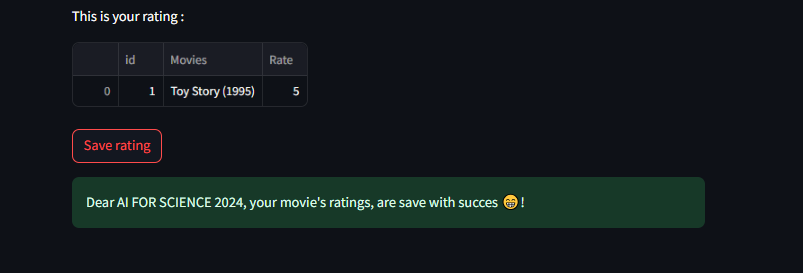 This is your rating :
id Movies Rate
0 1 Toy Story (1995) 5
Save rating
Dear AI FOR SCIENCE 2024, your movie's ratings, are save with succes 😁 !